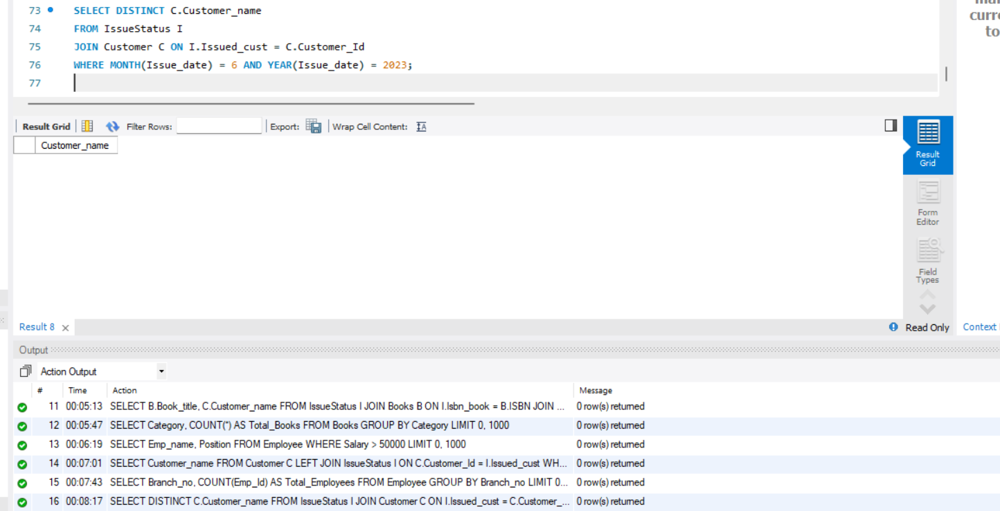 73 SELECT DISTINCT C.Customer_name
74 FROM IssueStatus I
75 JOIN Customer C ON I.Issued_cust = C.Customer_Id
76 WHERE MONTH(Issue_date) = 6 AND YEAR(Issue_date) = 2023;
77
curre
to
Result Grid Filter Rows: Export: Wrap Cell Content: IA
Customer_name
Result
Grid
Form
Editor
Field
Types
Result 8 × Read Only Context
Output
Action Output
# Time Action Message
11 00:05:13 SELECT B.Book_title, C.Customer_name FROM IssueStatus I JOIN Books B ON I.Isbn_book = B.ISBN JOIN ... 0 row(s) returned
12 00:05:47 SELECT Category, COUNT(*) AS Total_Books FROM Books GROUP BY Category LIMIT 0, 1000 0 row(s) returned
13 00:06:19 SELECT Emp_name, Position FROM Employee WHERE Salary > 50000 LIMIT 0, 1000 0 row(s) returned
14 00:07:01 SELECT Customer_name FROM Customer C LEFT JOIN IssueStatus I ON C.Customer_Id = I.Issued_cust WH... 0 row(s) returned
15 00:07:43 SELECT Branch_no, COUNT(Emp_Id) AS Total_Employees FROM Employee GROUP BY Branch_no LIMIT 0... 0 row(s) returned
16 00:08:17 SELECT DISTINCT C.Customer_name FROM IssueStatus I JOIN Customer C ON I.Issued_cust = C.Customer_... 0 row(s) returned